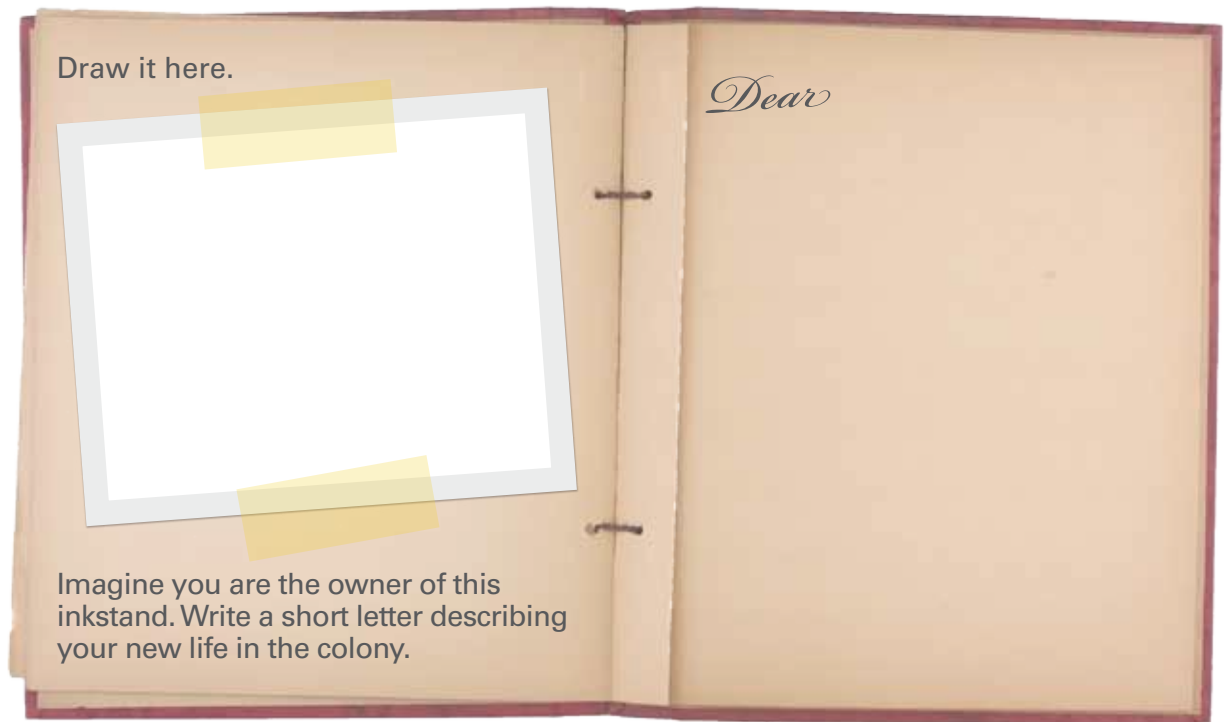 Draw it here.
Imagine you are the owner of this
inkstand. Write a short letter describing
your new life in the colony.
Dear